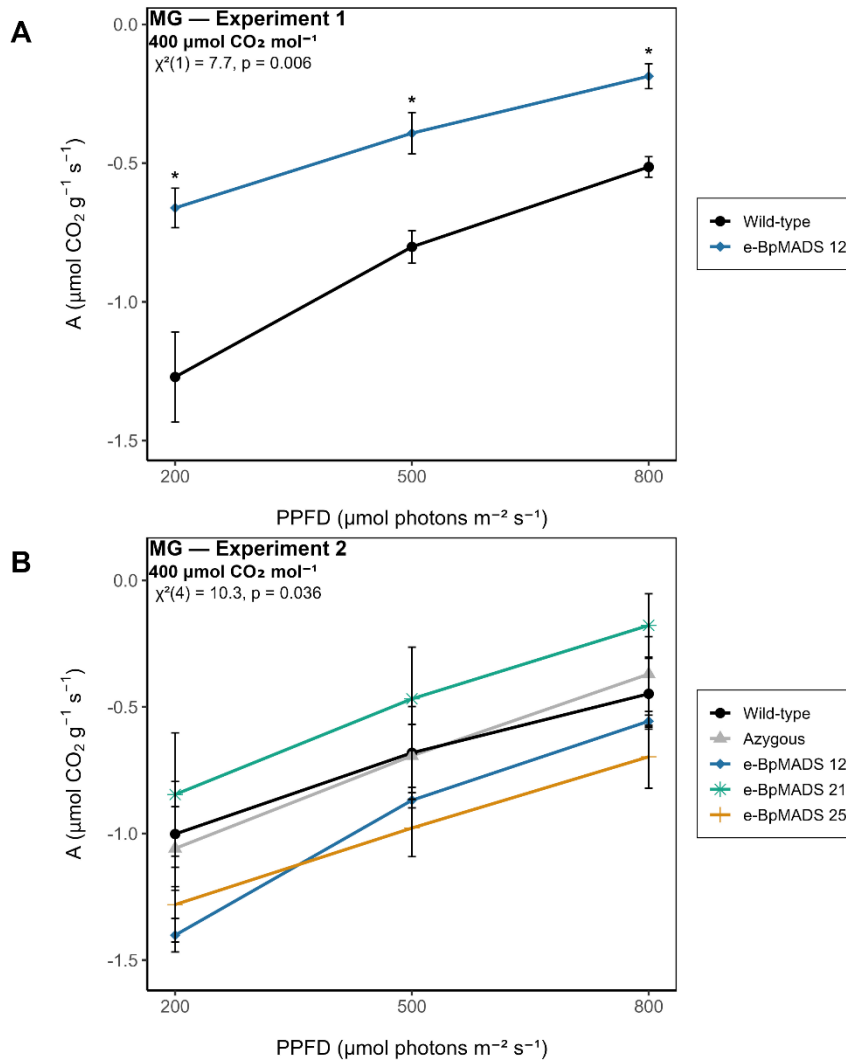 A
MG — Experiment 1
400 µmol CO₂ mol⁻¹
χ²(1) = 7.7, p = 0.006
0.0
-0.5
-1.0
-1.5
A (µmol CO₂ g⁻¹ s⁻¹)
*
*
*
200
500
800
PPFD (µmol photons m⁻² s⁻¹)
Wild-type
e-BpMADS 12
B
MG — Experiment 2
400 µmol CO₂ mol⁻¹
χ²(4) = 10.3, p = 0.036
0.0
-0.5
-1.0
-1.5
A (µmol CO₂ g⁻¹ s⁻¹)
200
500
800
PPFD (µmol photons m⁻² s⁻¹)
Wild-type
Azygous
e-BpMADS 12
e-BpMADS 21
e-BpMADS 25